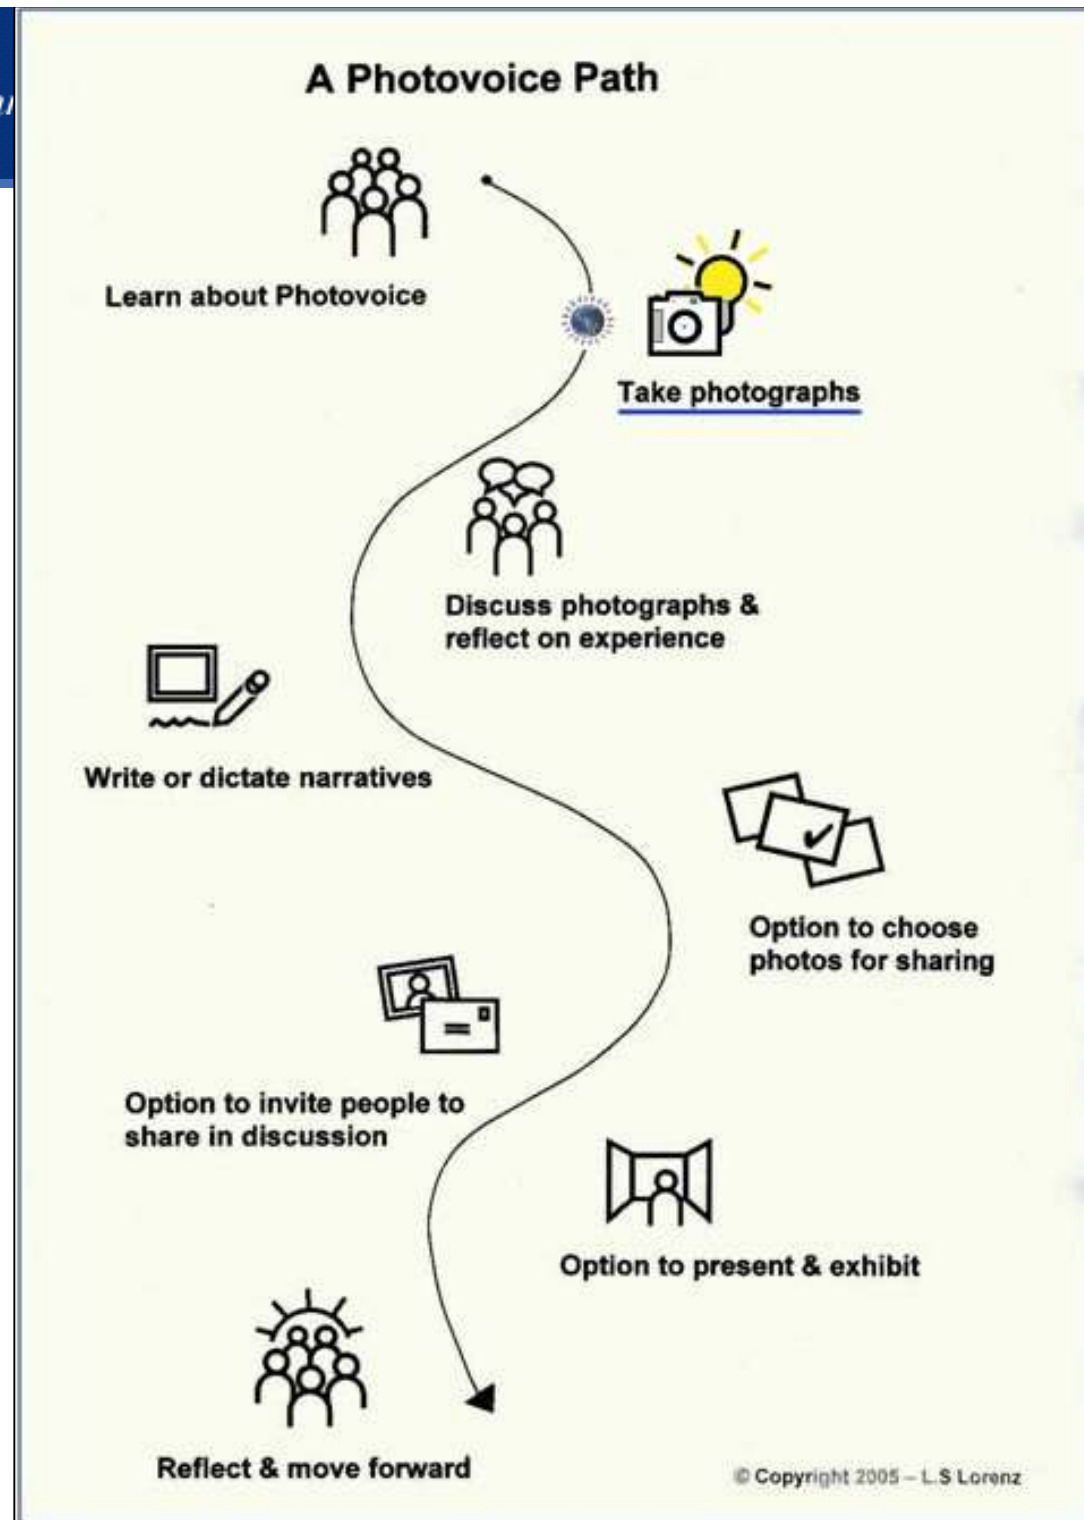 A Photovoice Path
Learn about Photovoice
Take photographs
Discuss photographs &
reflect on experience
Write or dictate narratives
Option to choose
photos for sharing
Option to invite people to
share in discussion
Option to present & exhibit
Reflect & move forward
© Copyright 2005 – L.S Lorenz